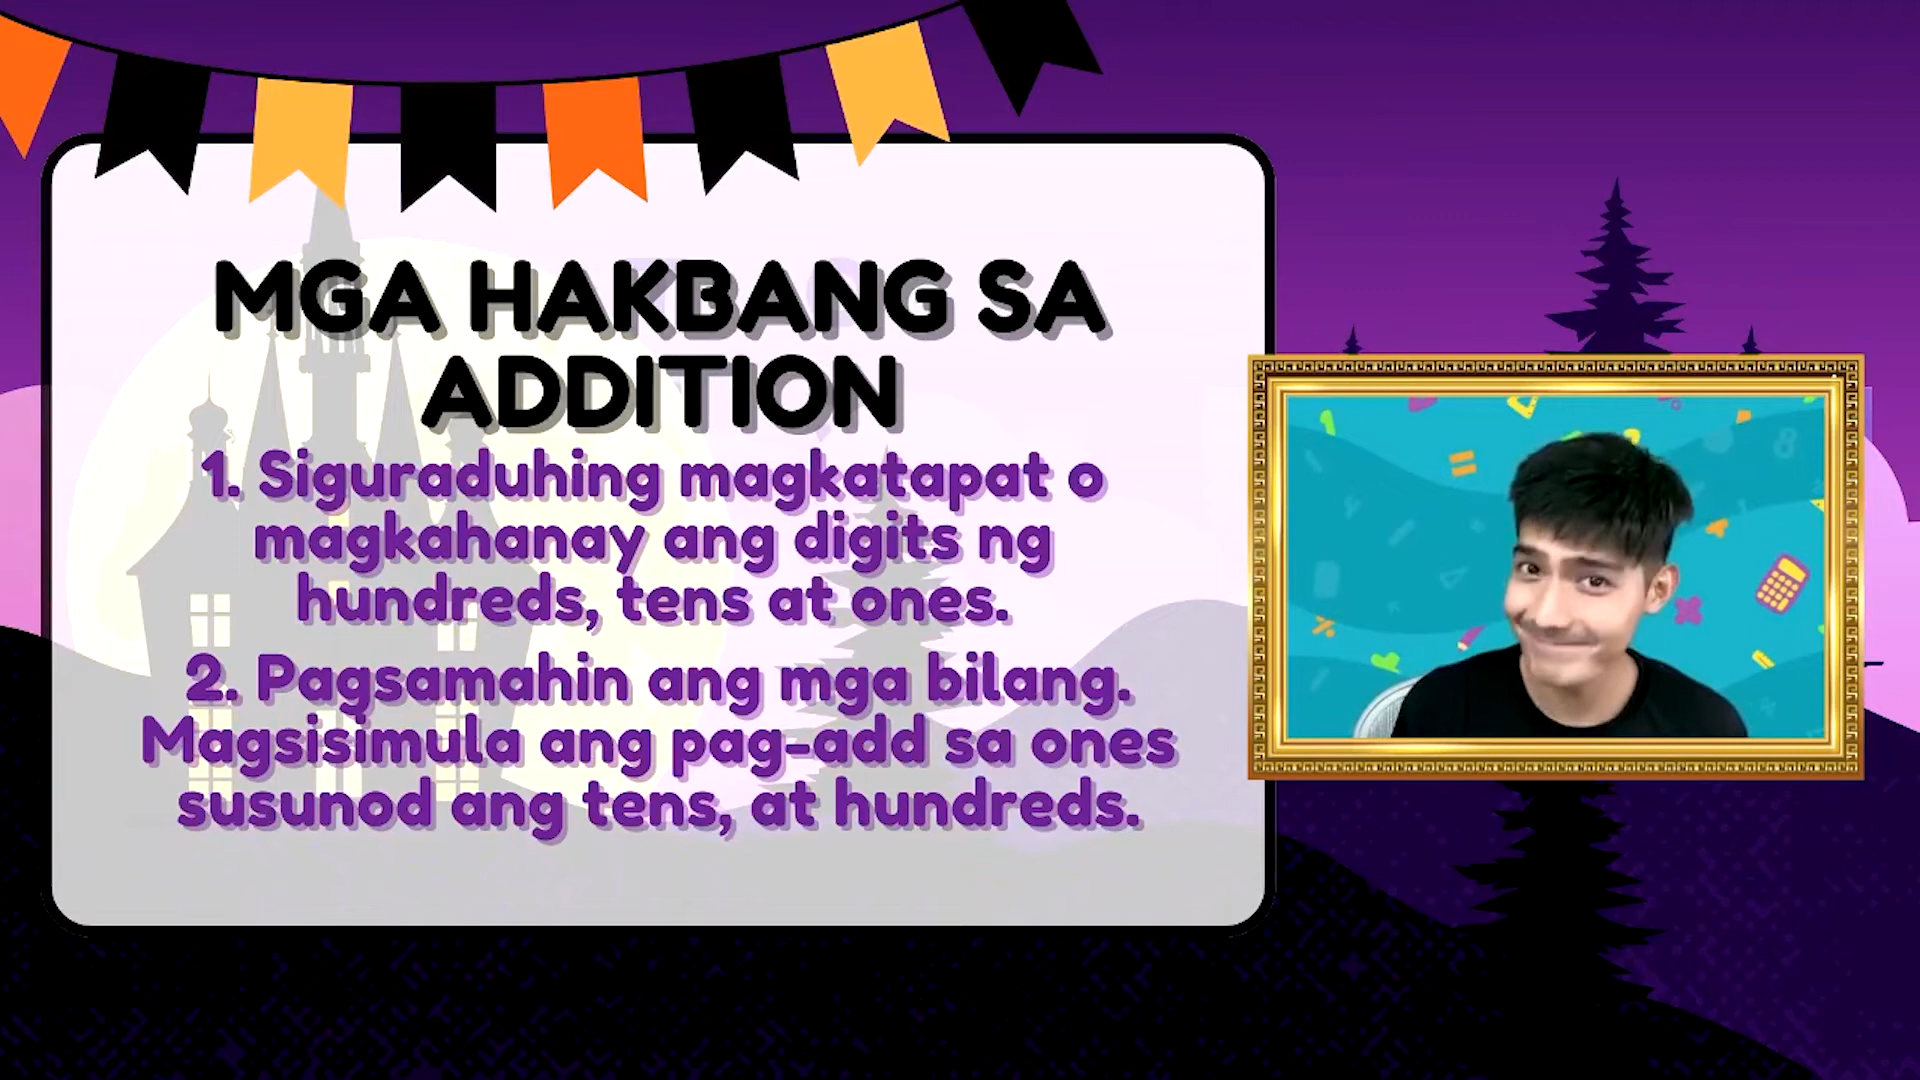 MGA HAKBANG SA
ADDITION
1. Siguraduhing magkatapat o
magkahanay ang digits ng
hundreds, tens at ones.
2. Pagsamahin ang mga bilang.
Magsisimula ang pag-add sa ones
susunod ang tens, at hundreds.